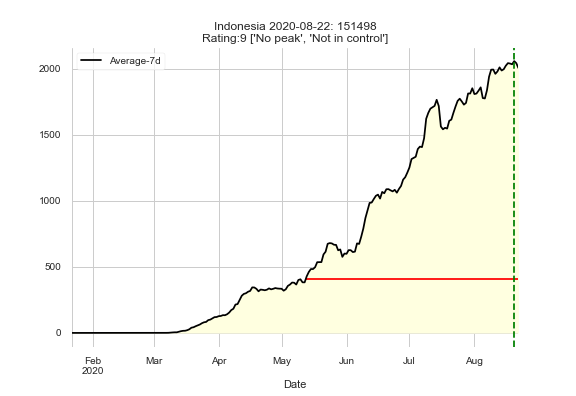 Indonesia 2020-08-22: 151498
Rating:9 ['No peak', 'Not in control']
Average-7d
2000
1500
1000
500
0
Feb Mar Apr May Jun Jul Aug
2020
Date